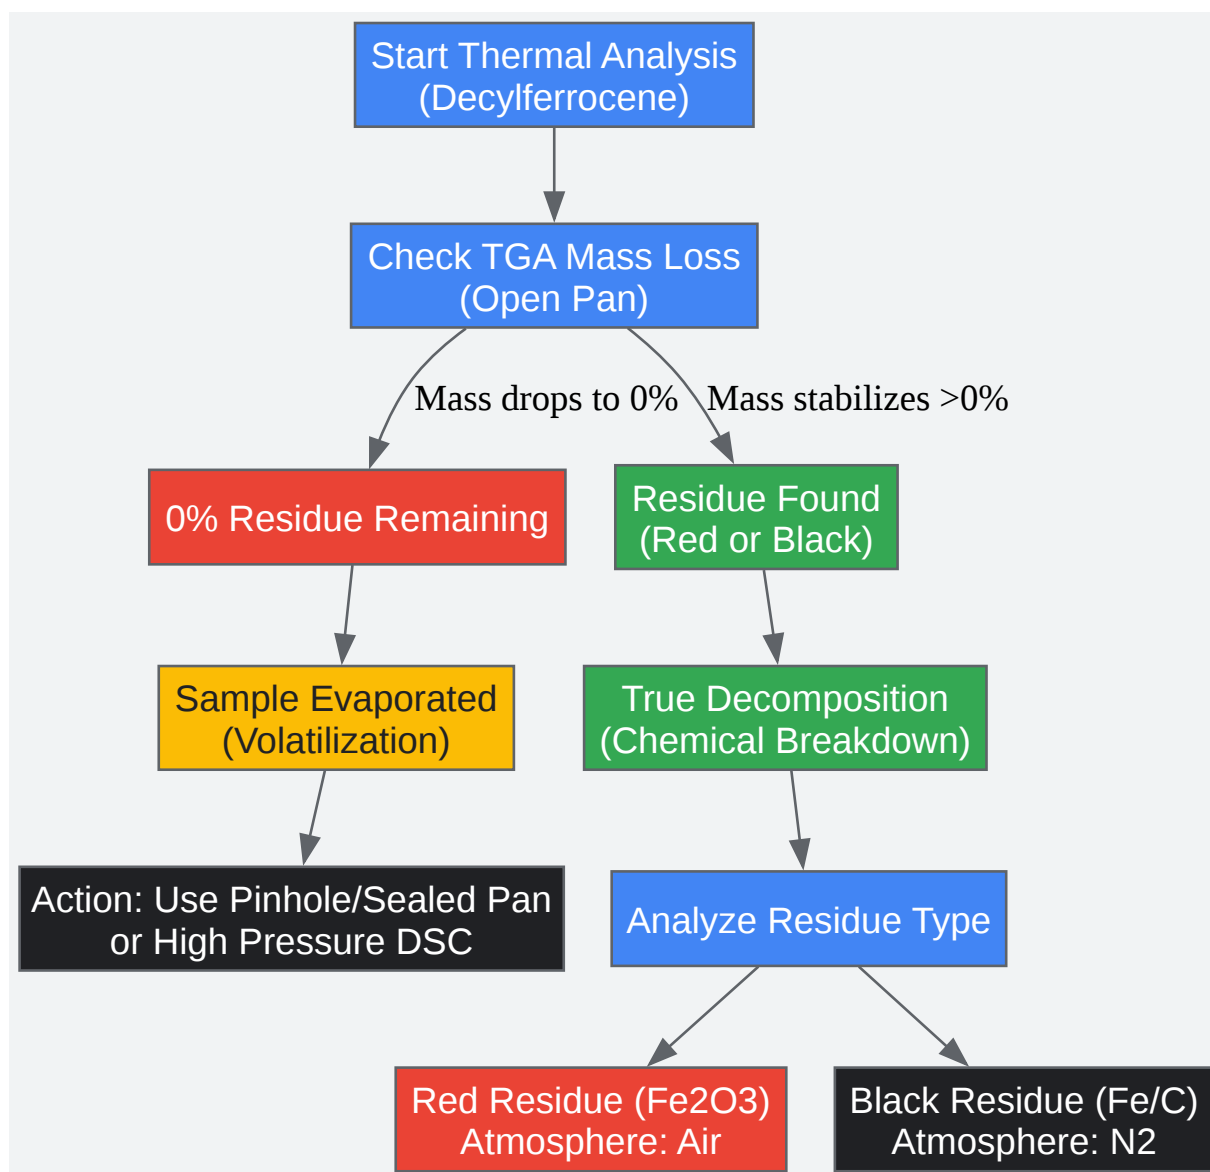 Start Thermal Analysis
(Decylferrocene)
Check TGA Mass Loss
(Open Pan)
Mass drops to 0%
Mass stabilizes >0%
0% Residue Remaining
Residue Found
(Red or Black)
Sample Evaporated
(Volatilization)
True Decomposition
(Chemical Breakdown)
Action: Use Pinhole/Sealed Pan
or High Pressure DSC
Analyze Residue Type
Red Residue (Fe2O3)
Atmosphere: Air
Black Residue (Fe/C)
Atmosphere: N2